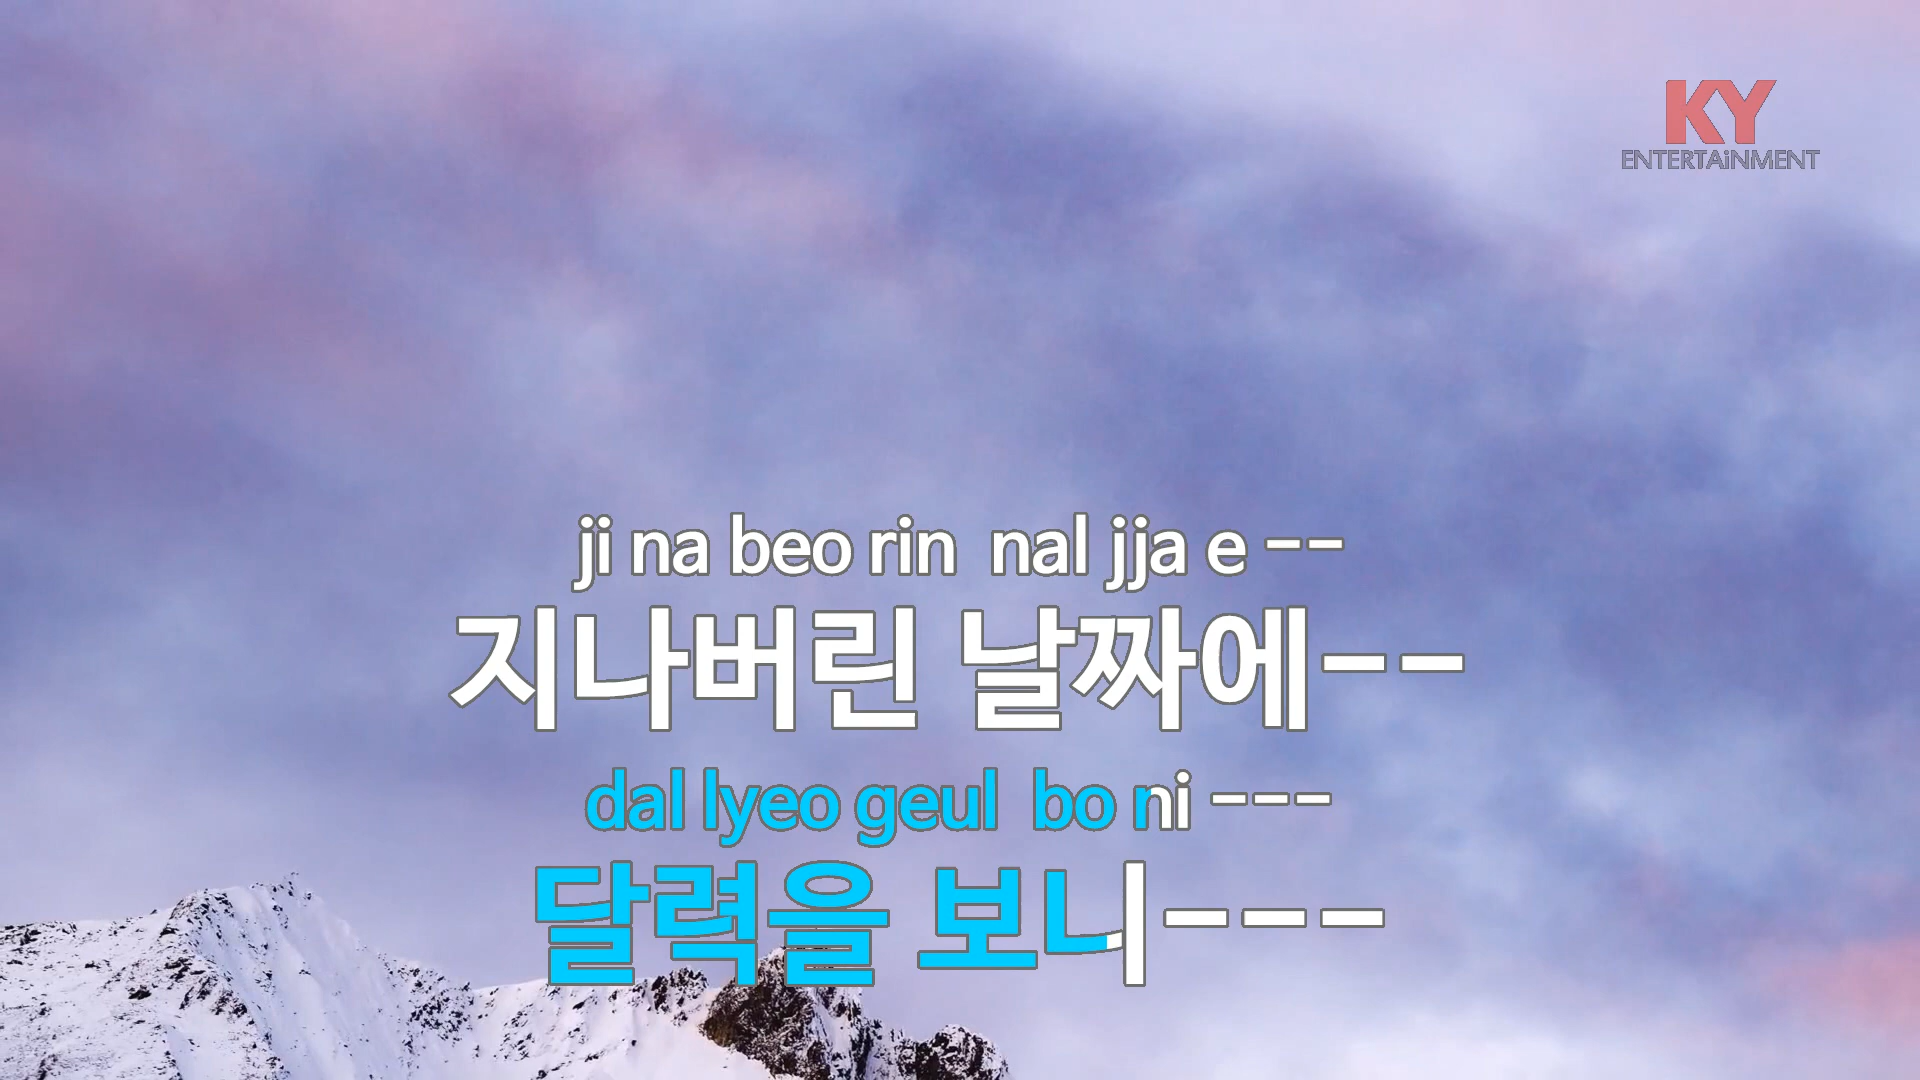 KY
ENTERTAiNMENT
ji na beo rin nal jja e --
지나버린 날짜에--
dal lyeo geul bo ni ---
달력을 보니---